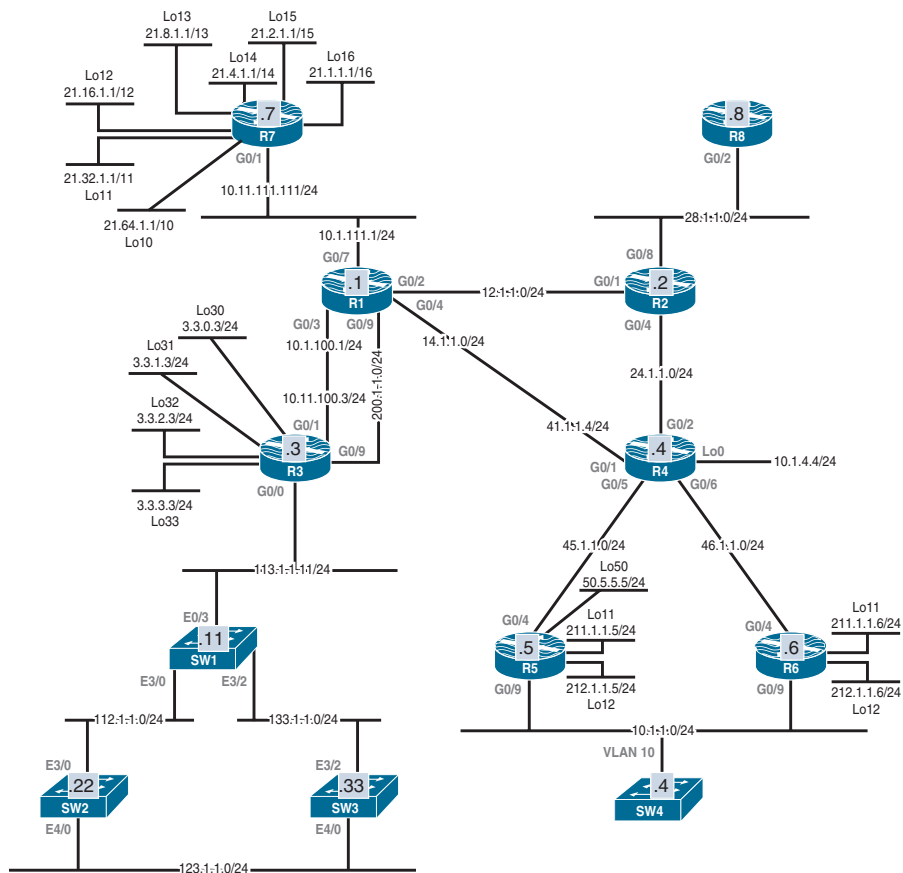 Lo13
21.8.1.1/13
Lo15
21.2.1.1/15
Lo14
21.4.1.1/14
Lo16
21.1.1.1/16
Lo12
21.16.1.1/12
.7
R7
G0/1
21.32.1.1/11
Lo11
21.64.1.1/10
Lo10
10.11.111.111/24
.8
R8
G0/2
28.1.1.0/24
10.1.111.1/24
G0/7
.1
R1
G0/2
G0/4
G0/3
G0/9
12.1.1.0/24
G0/8
G0/1
.2
R2
G0/4
14.1.1.0/24
24.1.1.0/24
10.1.100.1/24
200.1.1.0/24
10.11.100.3/24
Lo30
3.3.0.3/24
Lo31
3.3.1.3/24
Lo32
3.3.2.3/24
3.3.3.3/24
Lo33
G0/1
.3
R3
G0/9
G0/0
41.1.1.4/24
G0/2
.4
R4
Lo0
10.1.4.4/24
G0/1
G0/5
G0/6
45.1.1.0/24
46.1.1.0/24
Lo50
50.5.5.5/24
G0/4
Lo11
211.1.1.5/24
.5
R5
G0/9
212.1.1.5/24
Lo12
G0/4
Lo11
211.1.1.6/24
.6
R6
G0/9
212.1.1.6/24
Lo12
10.1.1.0/24
VLAN 10
.4
SW4
113.1.1.11/24
E0/3
.11
SW1
E3/0
E3/2
112.1.1.0/24
133.1.1.0/24
E3/0
.22
SW2
E4/0
E3/2
.33
SW3
E4/0
123.1.1.0/24